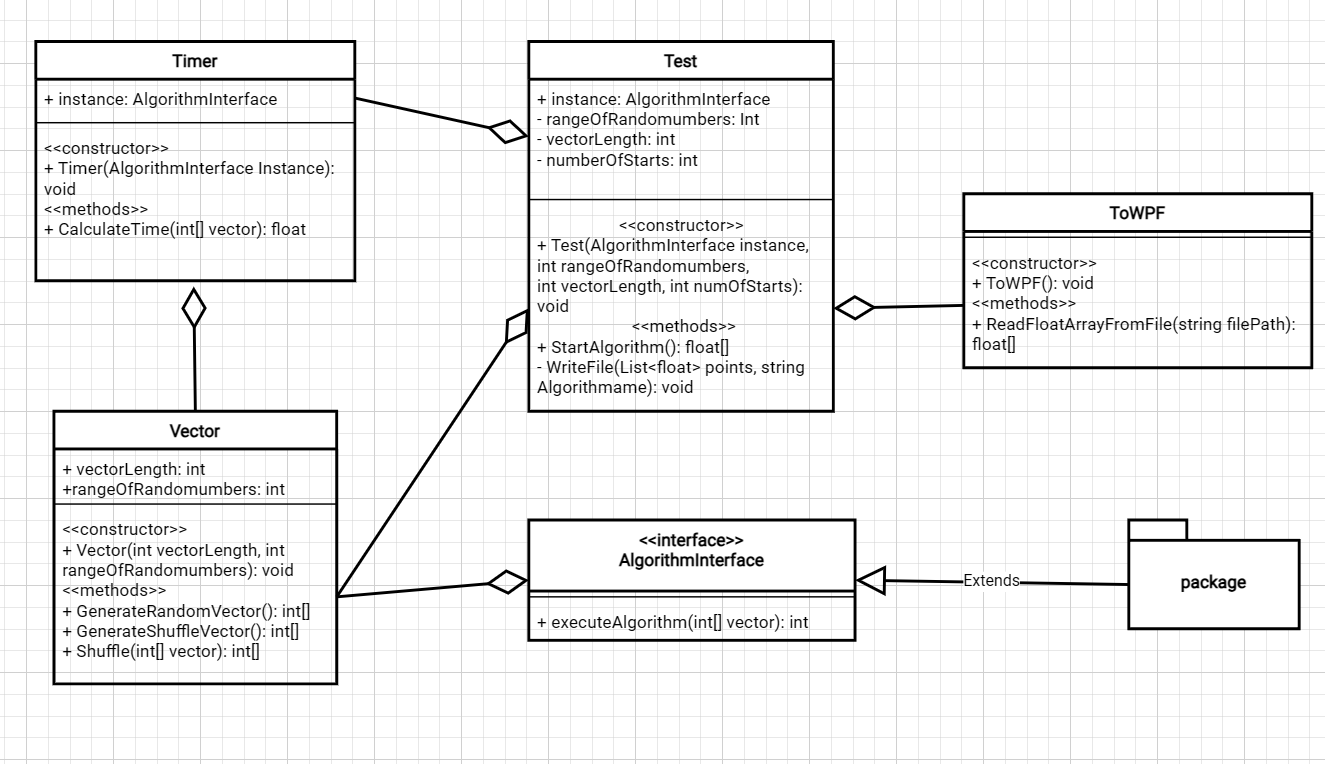 Timer
+ instance: AlgorithmInterface
<<constructor>>
+ Timer(AlgorithmInterface Instance):
void
<<methods>>
+ CalculateTime(int[] vector): float
Test
+ instance: AlgorithmInterface
- rangeOfRandomumbers: Int
- vectorLength: int
- numberOfStarts: int
<<constructor>>
+ Test(AlgorithmInterface instance,
int rangeOfRandomumbers,
int vectorLength, int numOfStarts):
void
<<methods>>
+ StartAlgorithm(): float[]
- WriteFile(List<float> points, string
Algorithmame): void
ToWPF
<<constructor>>
+ ToWPF(): void
<<methods>>
+ ReadFloatArrayFromFile(string filePath):
float[]
Vector
+ vectorLength: int
+rangeOfRandomumbers: int
<<constructor>>
+ Vector(int vectorLength, int
rangeOfRandomumbers): void
<<methods>>
+ GenerateRandomVector(): int[]
+ GenerateShuffleVector(): int[]
+ Shuffle(int[] vector): int[]
<<interface>>
AlgorithmInterface
+ executeAlgorithm(int[] vector): int
Extends
package